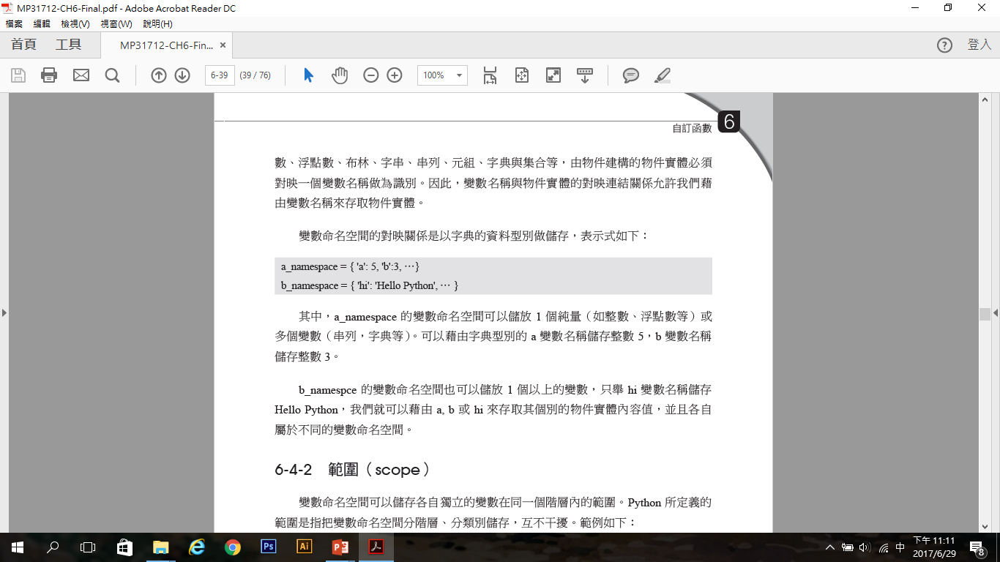 MP31712-CH6-Final.pdf - Adobe Acrobat Reader DC
檔案 編輯 檢視(V) 視窗(W) 說明(H)
首頁 工具 MP31712-CH6-Fin... × 登入
6-39 (39 / 76) 100%
6
自訂函數
數、浮點數、布林、字串、串列、元組、字典與集合等，由物件建構的物件實體必須
對映一個變數名稱做為識別。因此，變數名稱與物件實體的對映連結關係允許我們藉
由變數名稱來存取物件實體。
變數命名空間的對映關係是以字典的資料型別做儲存，表示式如下：
a_namespace = { 'a': 5, 'b':3, …}
b_namespace = { 'hi': 'Hello Python', … }
其中，a_namespace 的變數命名空間可以儲放 1 個純量（如整數、浮點數等）或
多個變數（串列，字典等）。可以藉由字典型別的 a 變數名稱儲存整數 5，b 變數名稱
儲存整數 3。
b_namespce 的變數命名空間也可以儲放 1 個以上的變數，只舉 hi 變數名稱儲存
Hello Python，我們就可以藉由 a, b 或 hi 來存取其個別的物件實體內容值，並且各自
屬於不同的變數命名空間。
6-4-2 範圍（scope）
變數命名空間可以儲存各自獨立的變數在同一個階層內的範圍。Python 所定義的
範圍是指把變數命名空間分階層、分類別儲存，互不干擾。範例如下：
Ps Ai 中 下午 11:11
2017/6/29 8